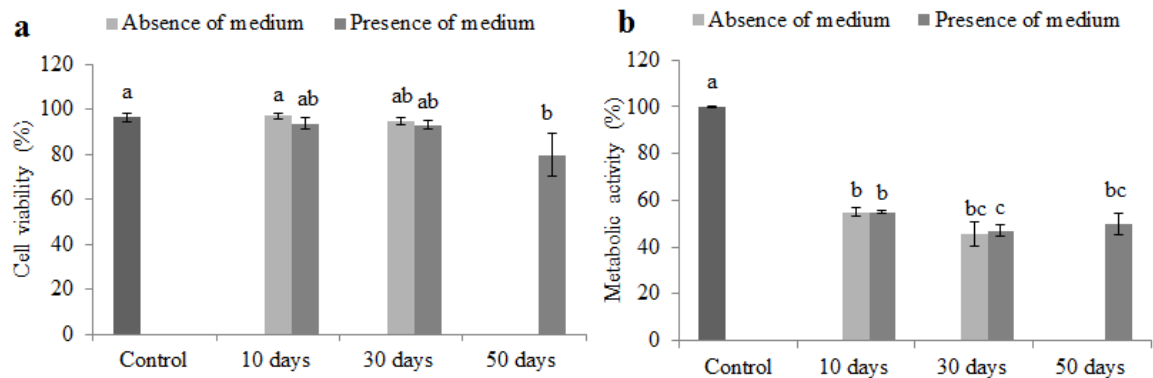 a
Absence of medium Presence of medium
Cell viability (%)
120
100
80
60
40
20
0
a
a ab
ab ab
b
Control 10 days 30 days 50 days
b
Absence of medium Presence of medium
Metabolic activity (%)
120
100
80
60
40
20
0
a
b b
bc c
bc
Control 10 days 30 days 50 days